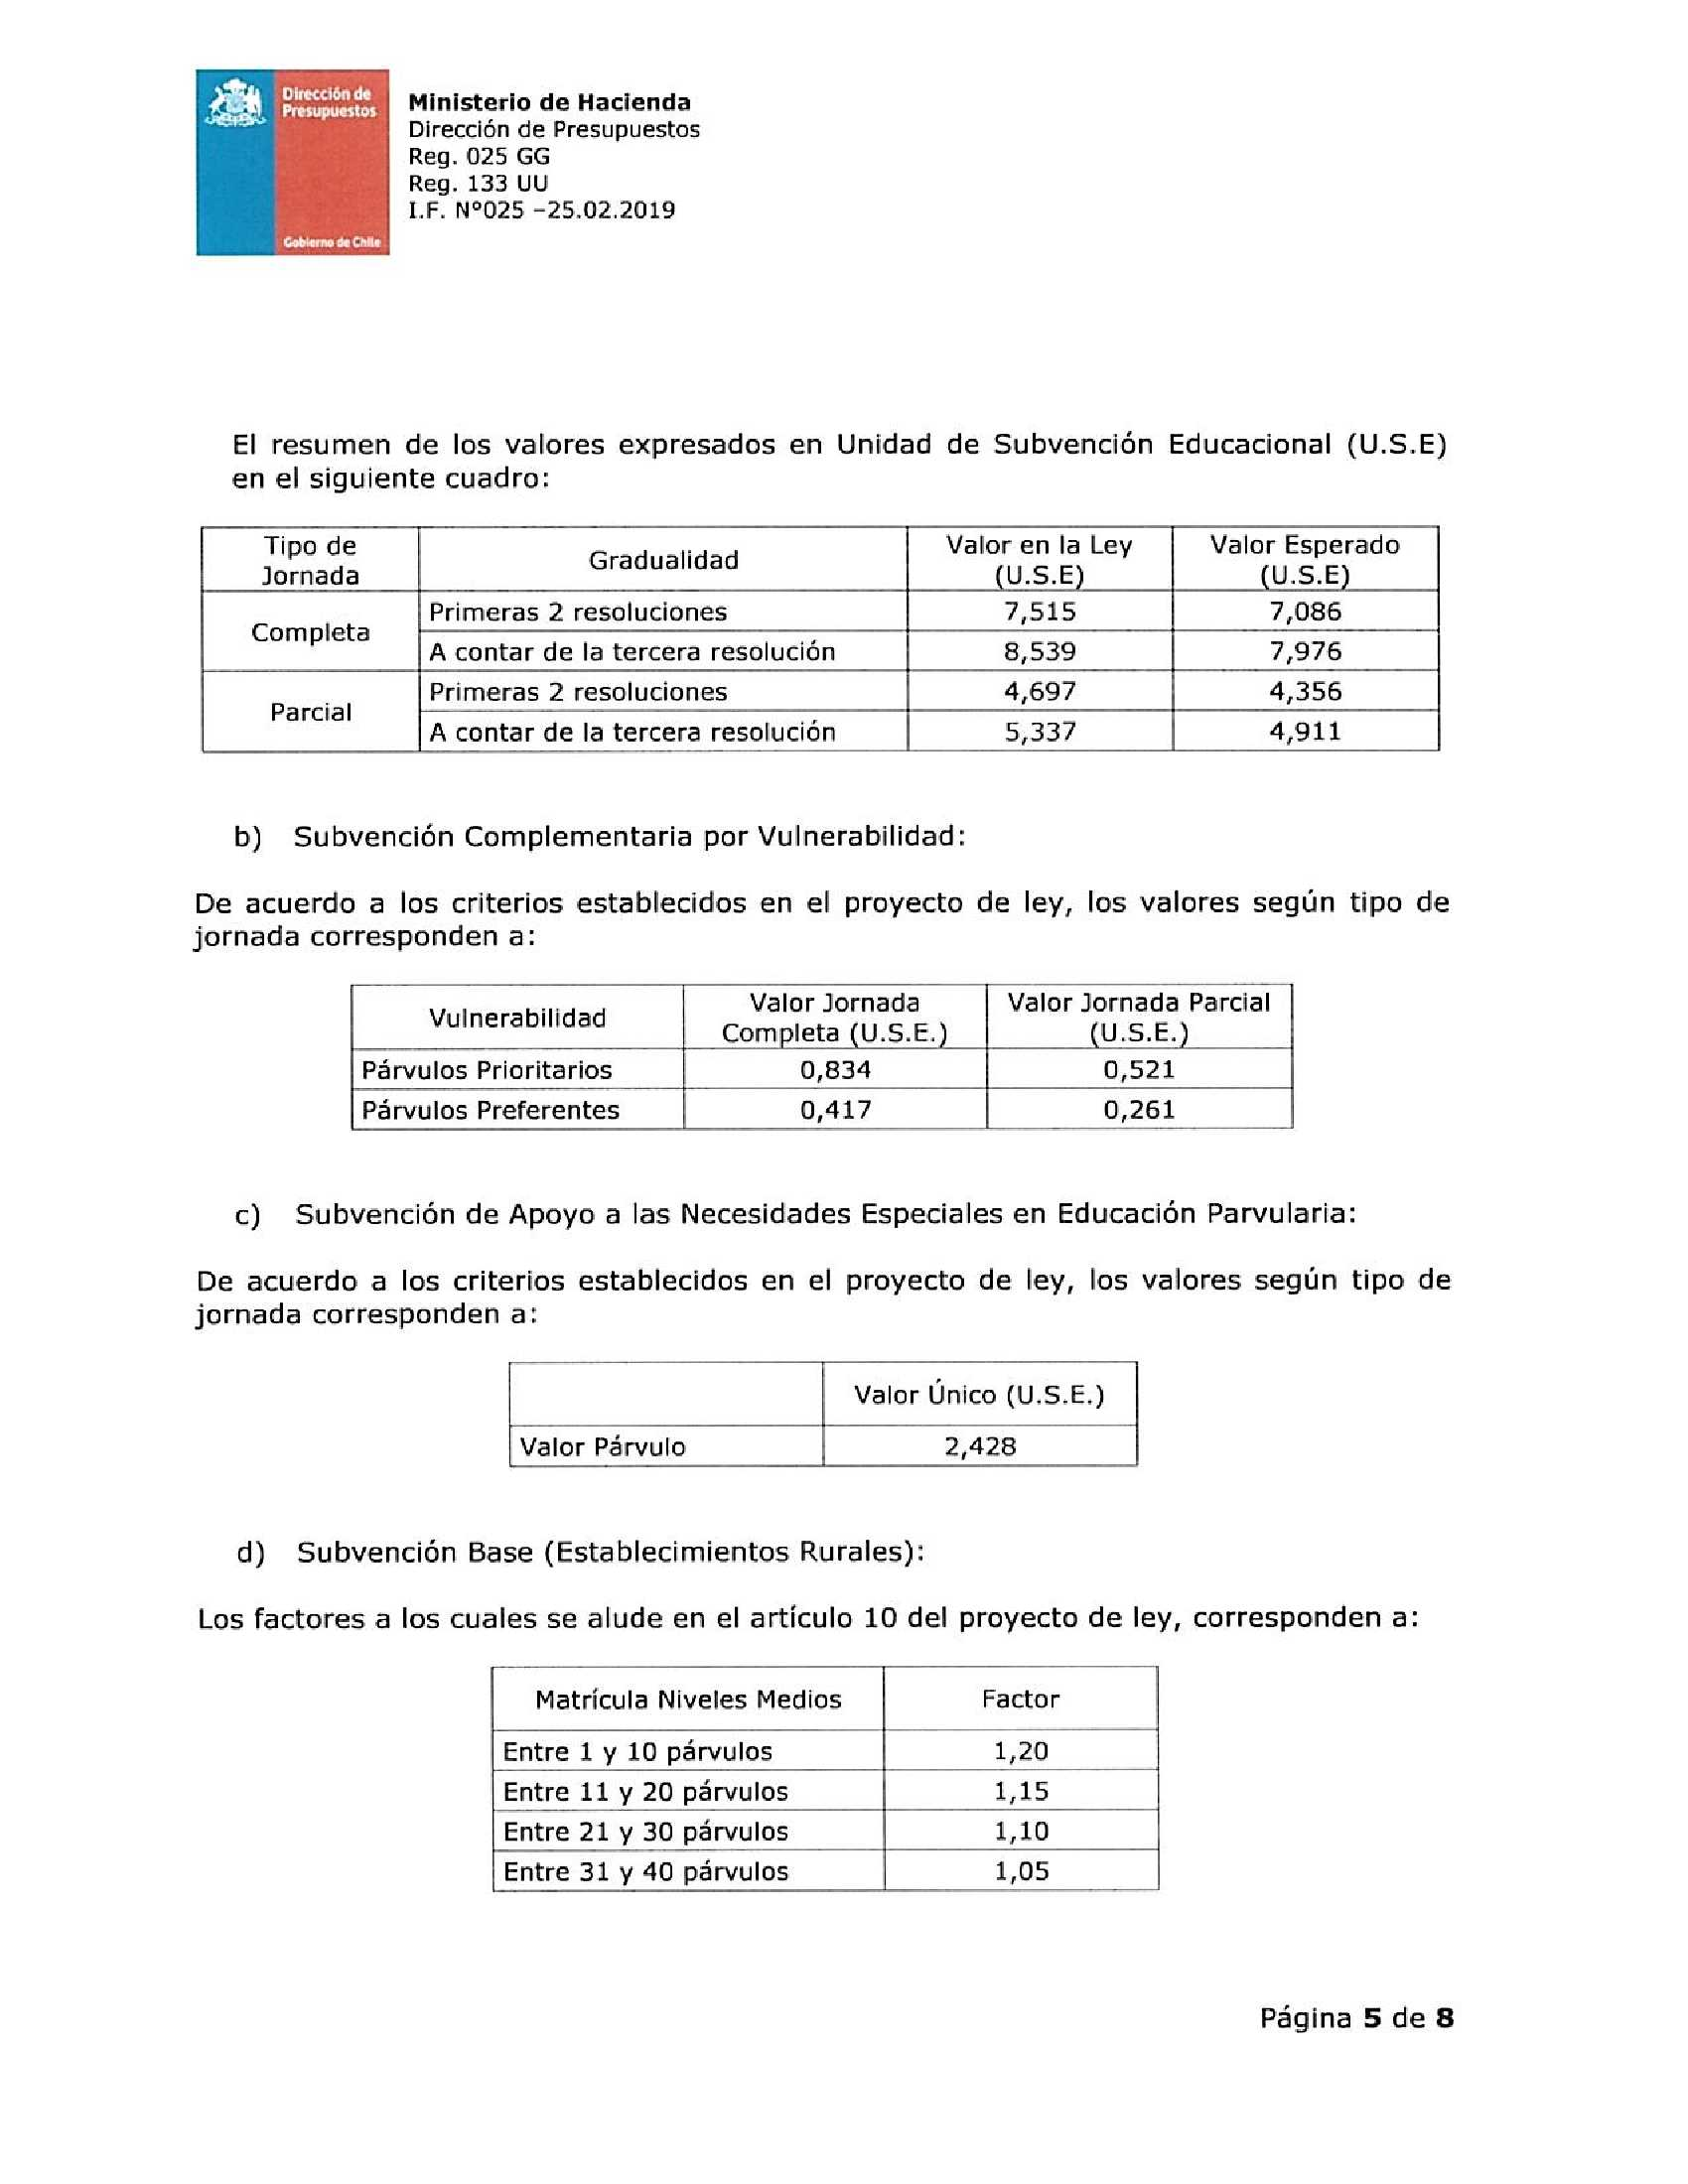 Dirección de
Presupuestos
Gobierno de Chile
Ministerio de Hacienda
Dirección de Presupuestos
Reg. 025 GG
Reg. 133 UU
I.F. N°025 –25.02.2019
El resumen de los valores expresados en Unidad de Subvención Educacional (U.S.E)
en el siguiente cuadro:
Tipo de
Jornada
Gradualidad
Valor en la Ley
(U.S.E)
Valor Esperado
(U.S.E)
Completa
Primeras 2 resoluciones 7,515 7,086
A contar de la tercera resolución 8,539 7,976
Parcial
Primeras 2 resoluciones 4,697 4,356
A contar de la tercera resolución 5,337 4,911
b) Subvención Complementaria por Vulnerabilidad:
De acuerdo a los criterios establecidos en el proyecto de ley, los valores según tipo de
jornada corresponden a:
Vulnerabilidad
Valor Jornada
Completa (U.S.E.)
Valor Jornada Parcial
(U.S.E.)
Párvulos Prioritarios 0,834 0,521
Párvulos Preferentes 0,417 0,261
c) Subvención de Apoyo a las Necesidades Especiales en Educación Parvularia:
De acuerdo a los criterios establecidos en el proyecto de ley, los valores según tipo de
jornada corresponden a:
Valor Único (U.S.E.)
Valor Párvulo 2,428
d) Subvención Base (Establecimientos Rurales):
Los factores a los cuales se alude en el artículo 10 del proyecto de ley, corresponden a:
Matrícula Niveles Medios Factor
Entre 1 y 10 párvulos 1,20
Entre 11 y 20 párvulos 1,15
Entre 21 y 30 párvulos 1,10
Entre 31 y 40 párvulos 1,05
Página 5 de 8